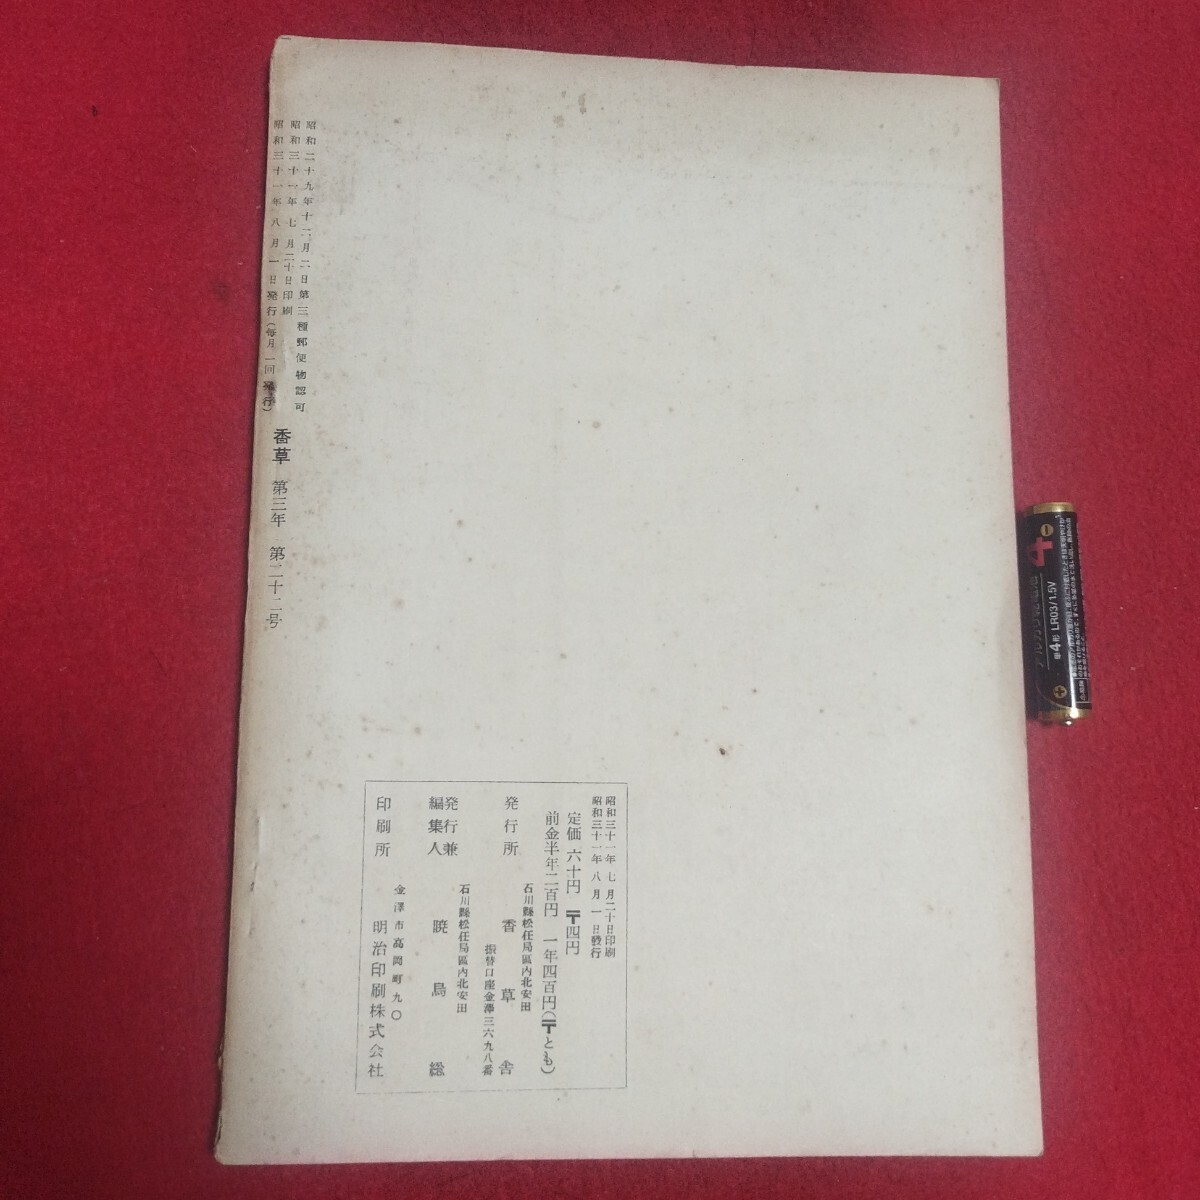 昭和二十九年十二月二日第三種郵便物認可
昭和三十一年七月二十日印刷
昭和三十一年八月一日発行(毎月一回発行)
香草 第三年 第二十二号
昭和三十一年七月二十日印刷
昭和三十一年八月一日發行
定価 六十円 〒四円
前金半年二百円 一年四百円(〒とも)
石川縣松任局區内北安田
発行所 香草舎
振替口座金澤三六九八番
石川縣松任局區内北安田
発行兼
編集人 暁烏総
金澤市高岡町九〇
印刷所 明治印刷株式会社
単4形 LR03/1.5V